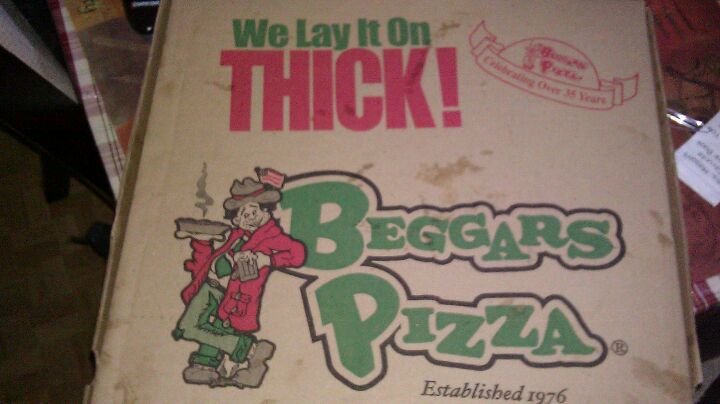 We Lay It On
THICK!
Beggars
Pizza
Celebrating Over 35 Years
BEGGARS
PIZZA®
Established 1976